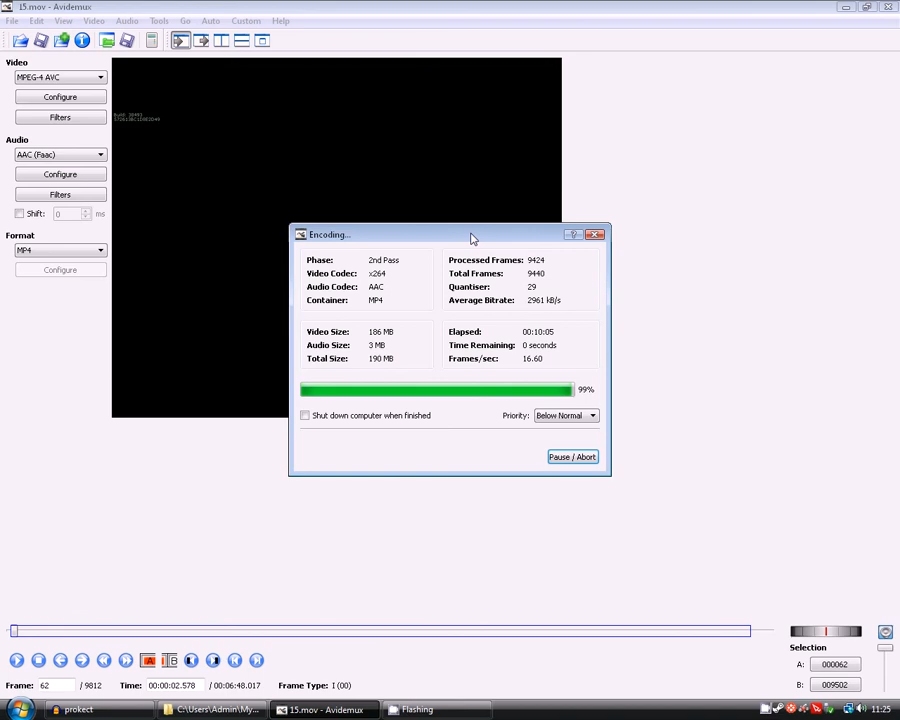 15.mov - Avidemux
File Edit View Video Audio Tools Go Auto Custom Help
Video
MPEG-4 AVC
Configure
Filters
Audio
AAC (Faac)
Configure
Filters
Shift: 0 ms
Format
MP4
Configure
Encoding...
Phase: 2nd Pass
Video Codec: x264
Audio Codec: AAC
Container: MP4
Processed Frames: 9424
Total Frames: 9440
Quantiser: 29
Average Bitrate: 2961 kB/s
Video Size: 186 MB
Audio Size: 3 MB
Total Size: 190 MB
Elapsed: 00:10:05
Time Remaining: 0 seconds
Frames/sec: 16.60
99%
Shut down computer when finished
Priority: Below Normal
Pause / Abort
A B
Selection
A: 000062
B: 009502
Frame: 62 / 9812 Time: 00:00:02.578 / 00:06:48.017 Frame Type: I (00)
prokect C:\Users\Admin\My... 15.mov - Avidemux Flashing 11:25